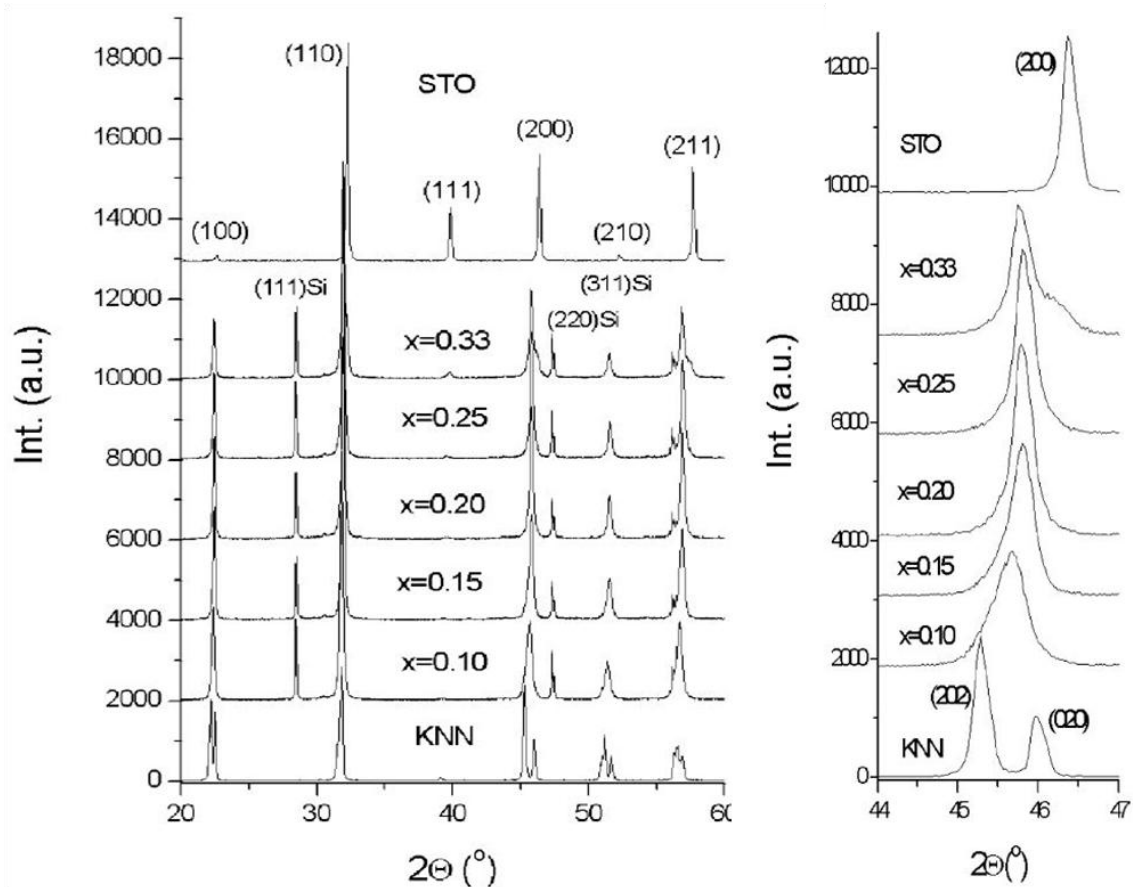 18000
16000
14000
12000
10000
8000
6000
4000
2000
0
Int. (a.u.)
(110)
STO
(200)
(211)
(111)
(100)
(210)
(111)Si
(311)Si
(220)Si
x=0.33
x=0.25
x=0.20
x=0.15
x=0.10
KNN
20
30
40
50
60
2Θ (°)
12000
10000
8000
6000
4000
2000
0
Int. (a.u.)
(200)
STO
x=0.33
x=0.25
x=0.20
x=0.15
x=0.10
(202)
(020)
KNN
44
45
46
47
2Θ(°)